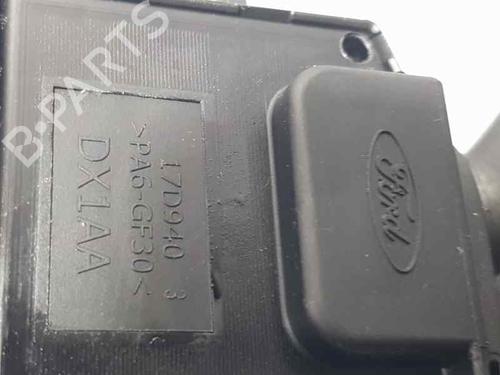 17D940 3
>PA6-GF30<
DX1AA
Ford
B-PARTS